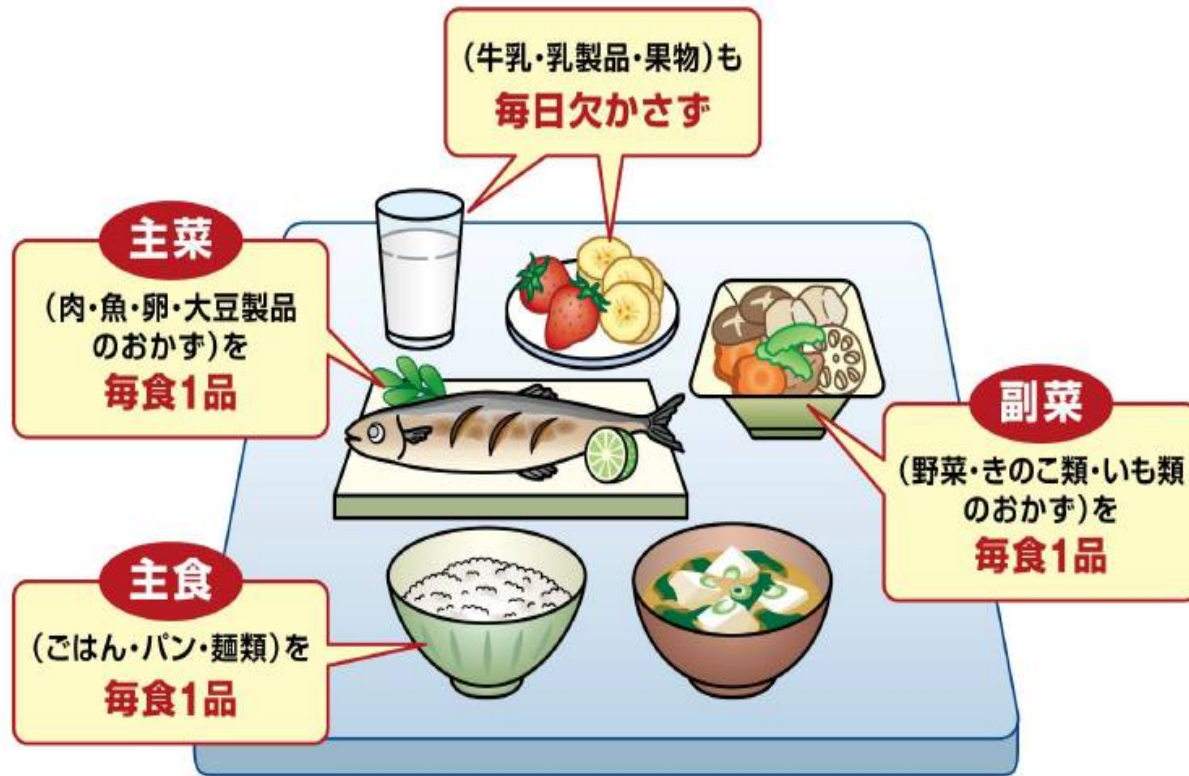 (牛乳・乳製品・果物)も
毎日欠かさず
主菜
(肉・魚・卵・大豆製品
のおかず)を
毎食1品
副菜
(野菜・きのこ類・いも類
のおかず)を
毎食1品
主食
(ごはん・パン・麺類)を
毎食1品